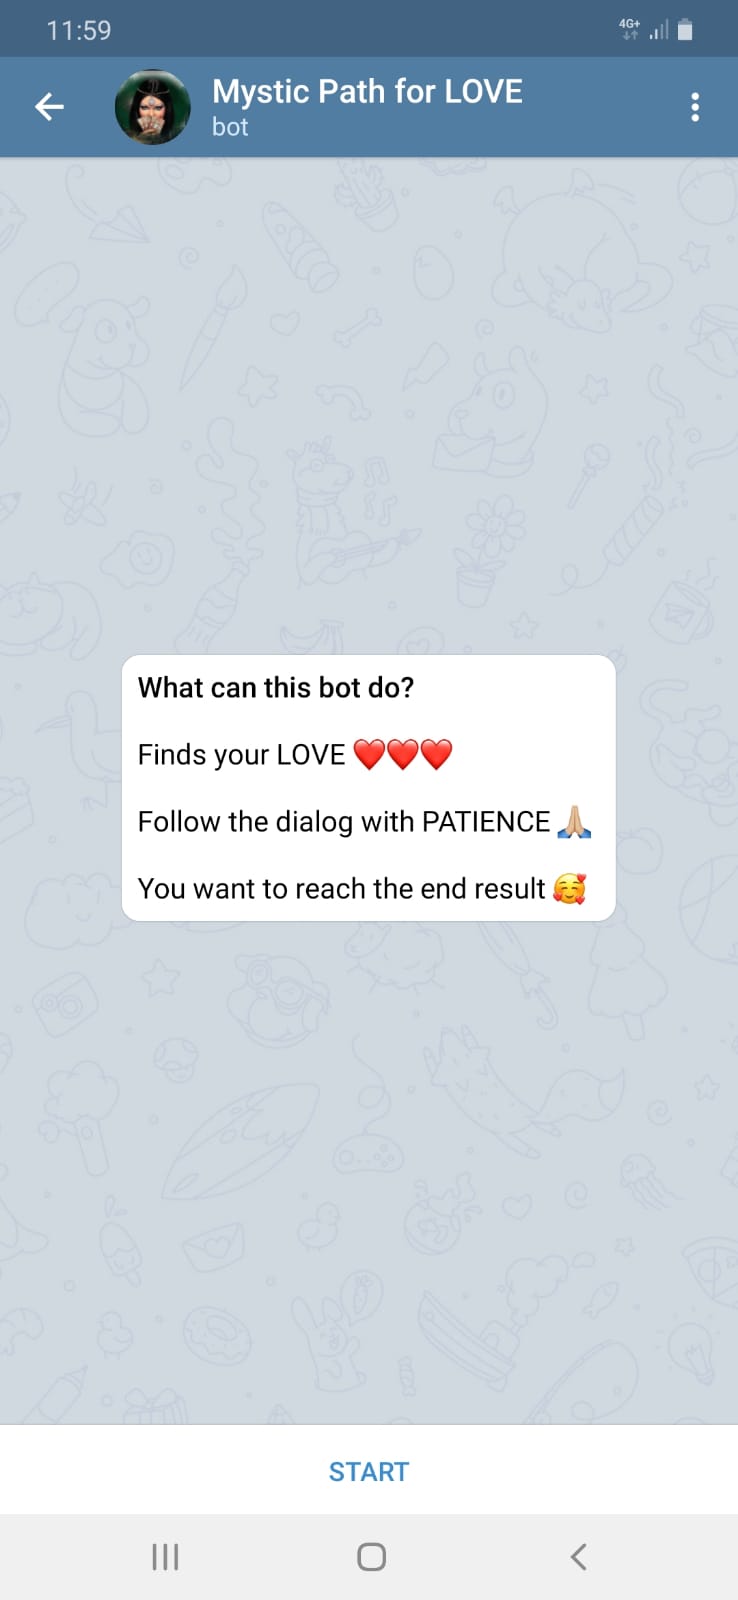 11:59
4G+
Mystic Path for LOVE
bot
What can this bot do?
Finds your LOVE ❤️❤️❤️
Follow the dialog with PATIENCE 🙏🏼
You want to reach the end result 🥰
START